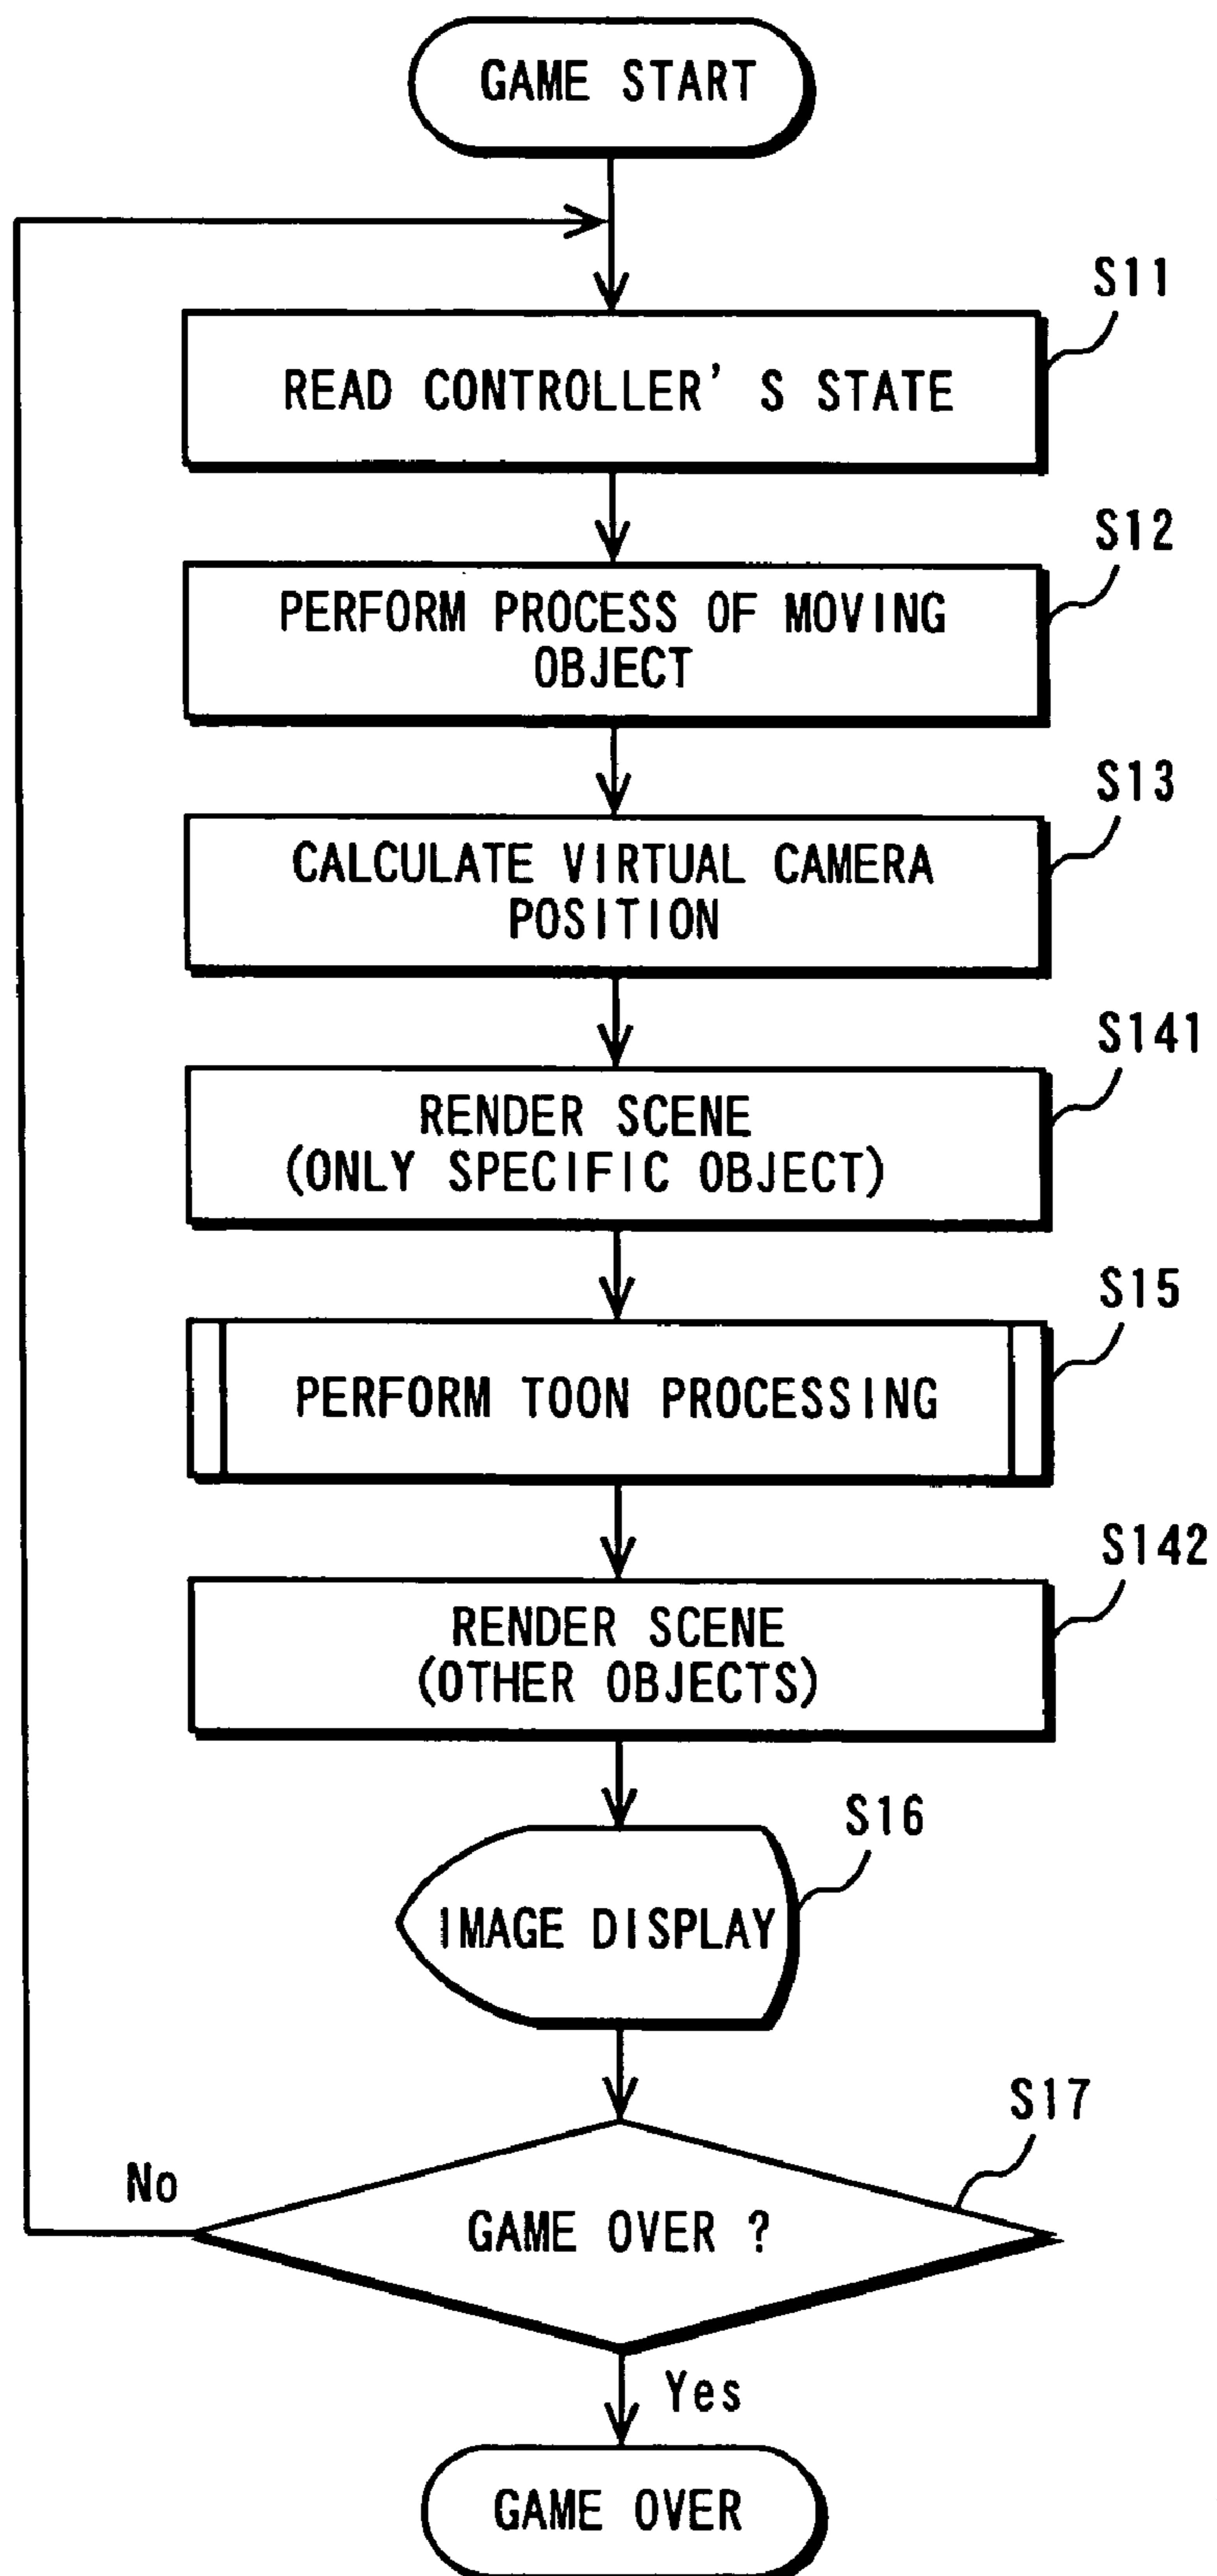 GAME START
S11
READ CONTROLLER'S STATE
S12
PERFORM PROCESS OF MOVING
OBJECT
S13
CALCULATE VIRTUAL CAMERA
POSITION
S141
RENDER SCENE
(ONLY SPECIFIC OBJECT)
S15
PERFORM TOON PROCESSING
S142
RENDER SCENE
(OTHER OBJECTS)
S16
IMAGE DISPLAY
S17
No
GAME OVER ?
Yes
GAME OVER